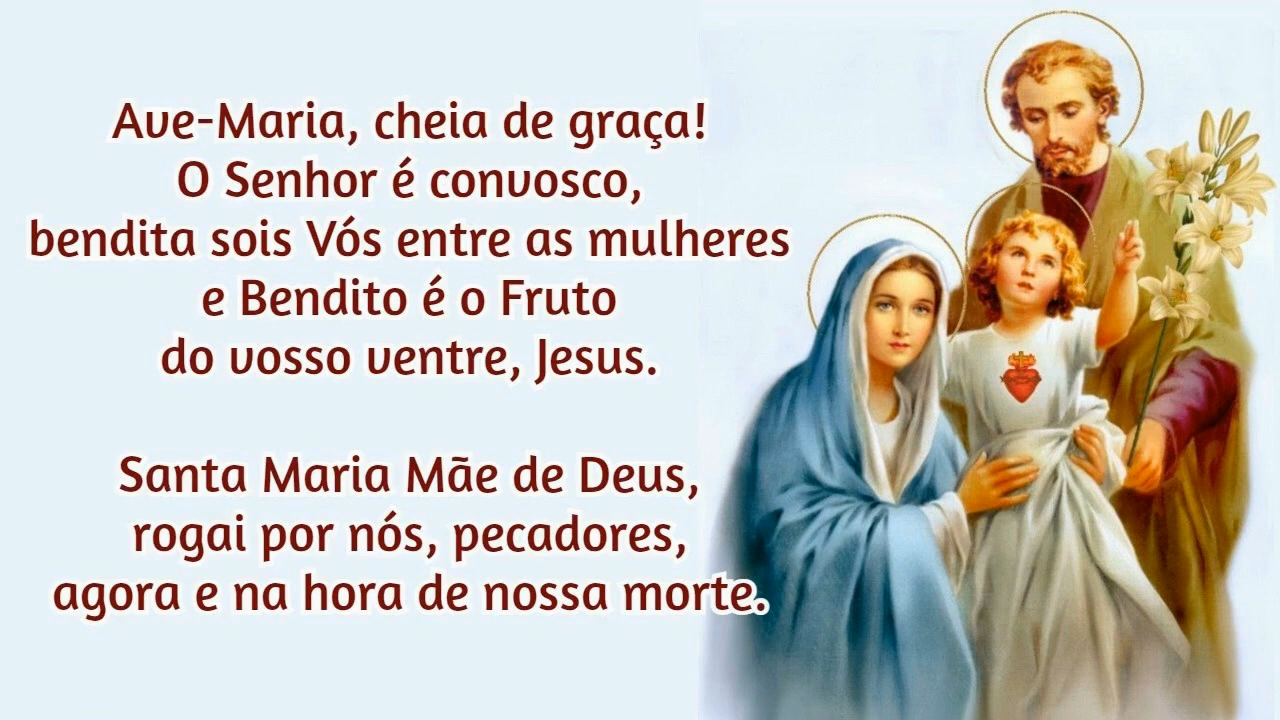 Ave-Maria, cheia de graça!
O Senhor é convosco,
bendita sois Vós entre as mulheres
e Bendito é o Fruto
do vosso ventre, Jesus.
Santa Maria Mãe de Deus,
rogai por nós, pecadores,
agora e na hora de nossa morte.